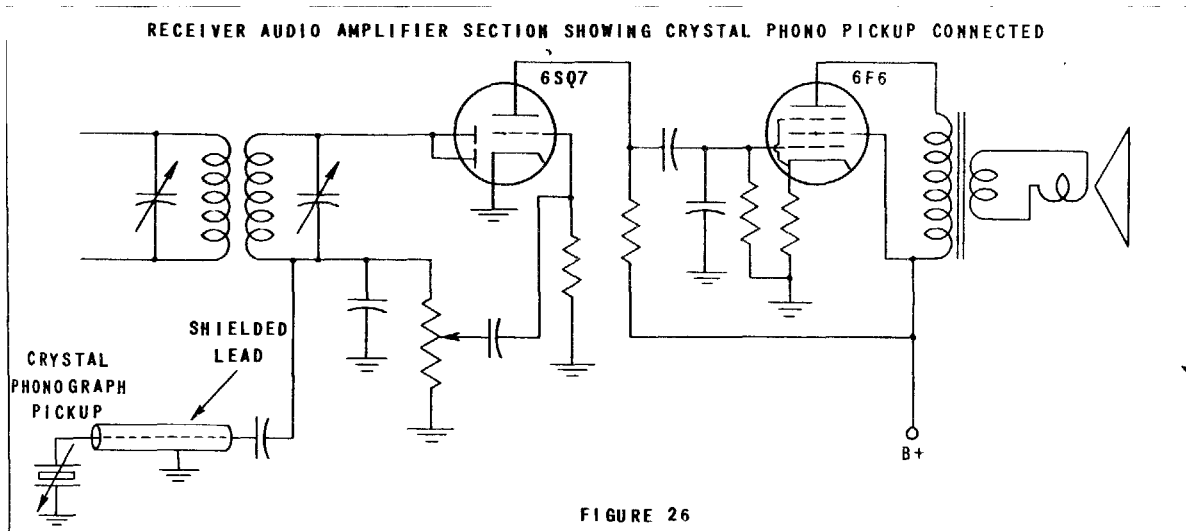 RECEIVER AUDIO AMPLIFIER SECTION SHOWING CRYSTAL PHONO PICKUP CONNECTED
6SQ7
6F6
SHIELDED
LEAD
CRYSTAL
PHONOGRAPH
PICKUP
B+
FIGURE 26